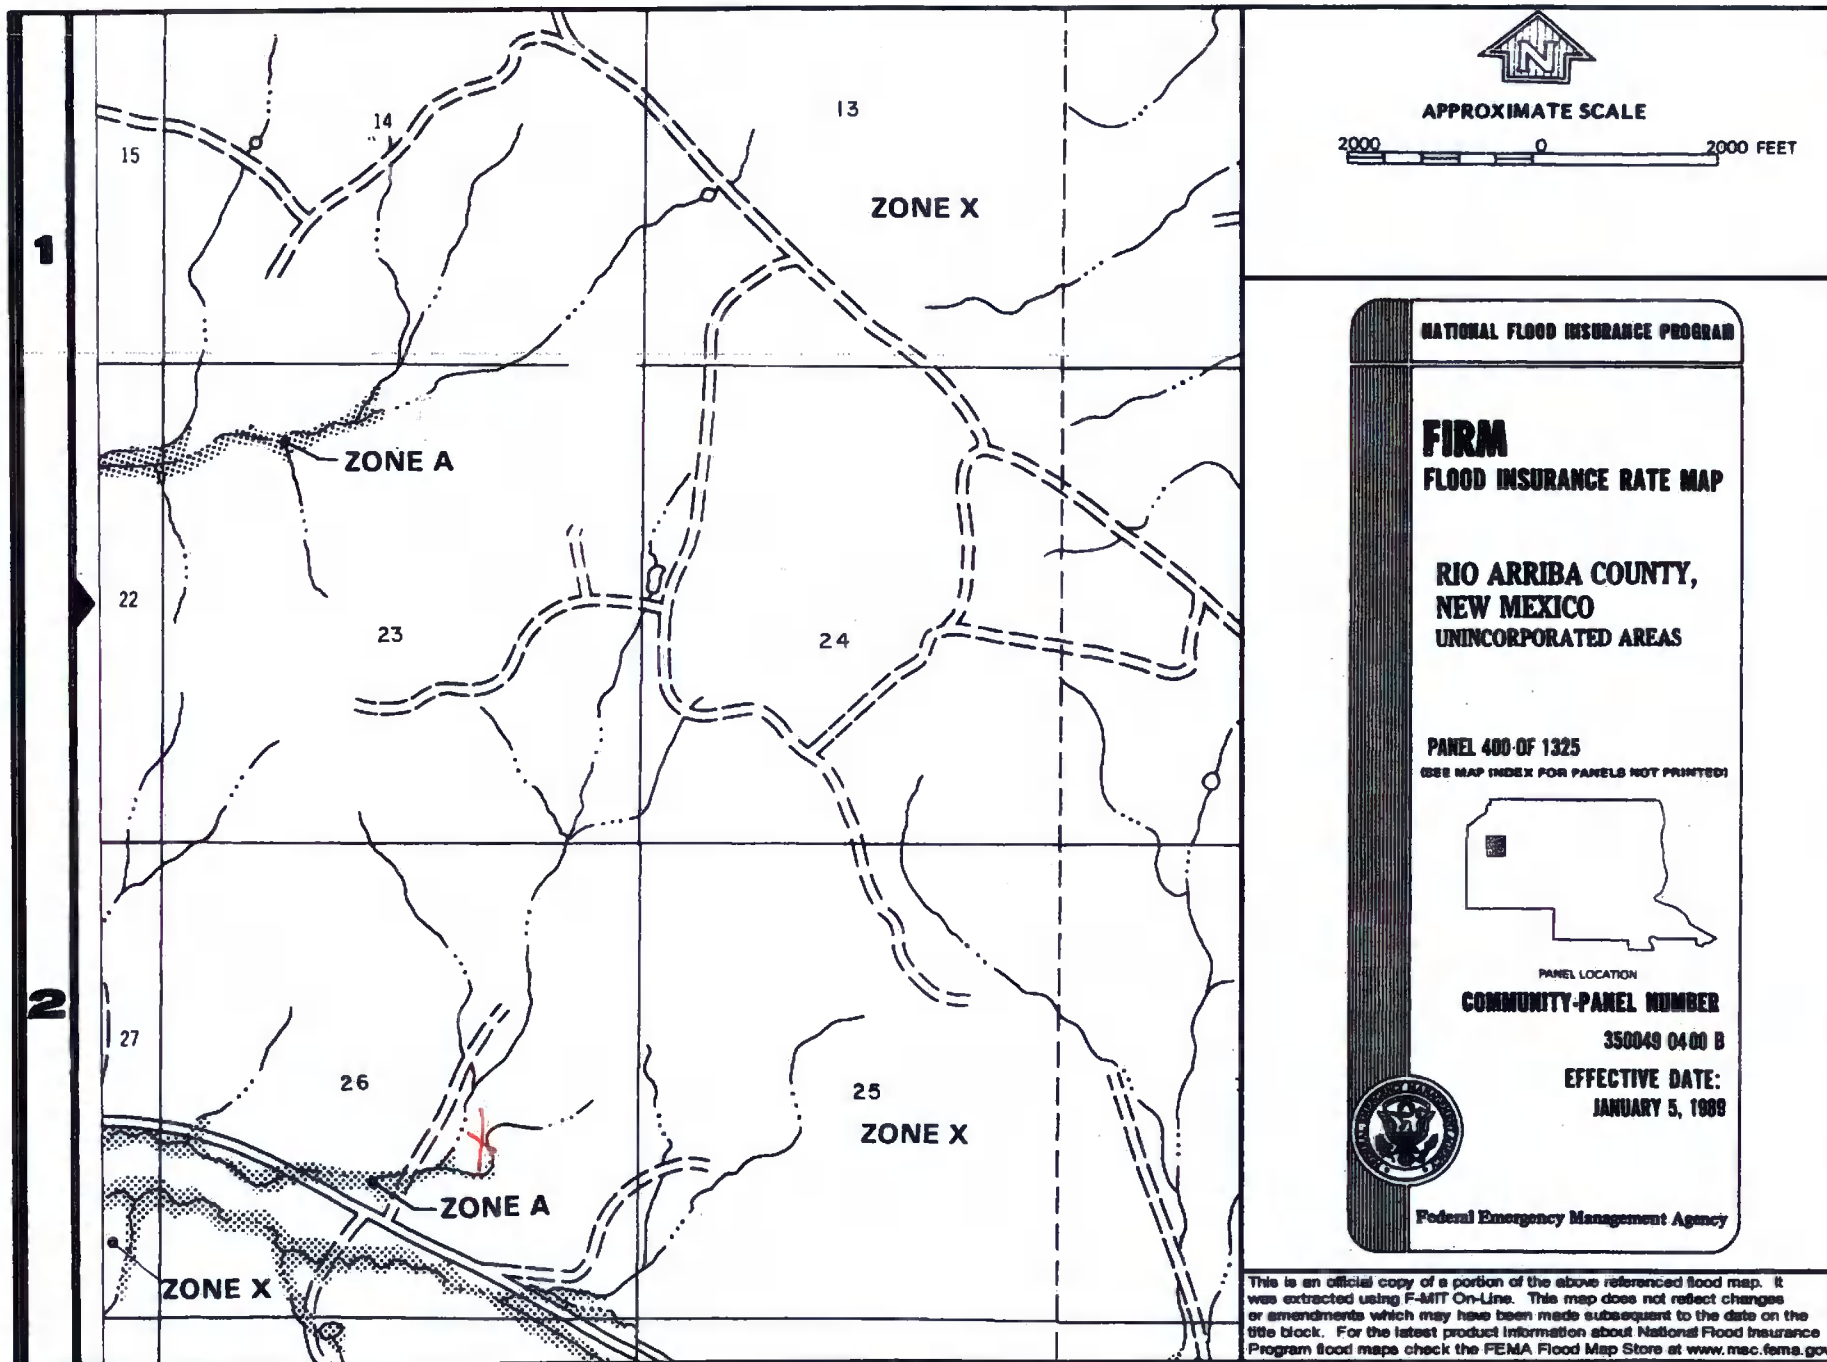 1
2
13
14
15
ZONE X
ZONE A
22
23
24
27
26
25
ZONE X
ZONE A
ZONE X
N
APPROXIMATE SCALE
2000 0 2000 FEET
NATIONAL FLOOD INSURANCE PROGRAM
FIRM
FLOOD INSURANCE RATE MAP
RIO ARRIBA COUNTY,
NEW MEXICO
UNINCORPORATED AREAS
PANEL 400 OF 1325
(SEE MAP INDEX FOR PANELS NOT PRINTED)
PANEL LOCATION
COMMUNITY-PANEL NUMBER
350049 0400 B
EFFECTIVE DATE:
JANUARY 5, 1989
Federal Emergency Management Agency
This is an official copy of a portion of the above referenced flood map. It
was extracted using F-MIT On-Line. This map does not reflect changes
or amendments which may have been made subsequent to the date on the
title block. For the latest product information about National Flood Insurance
Program flood maps check the FEMA Flood Map Store at www.msc.fema.gov